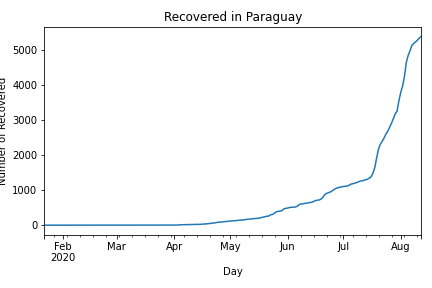 Recovered in Paraguay
Number of Recovered
5000
4000
3000
2000
1000
0
Feb Mar Apr May Jun Jul Aug
2020
Day